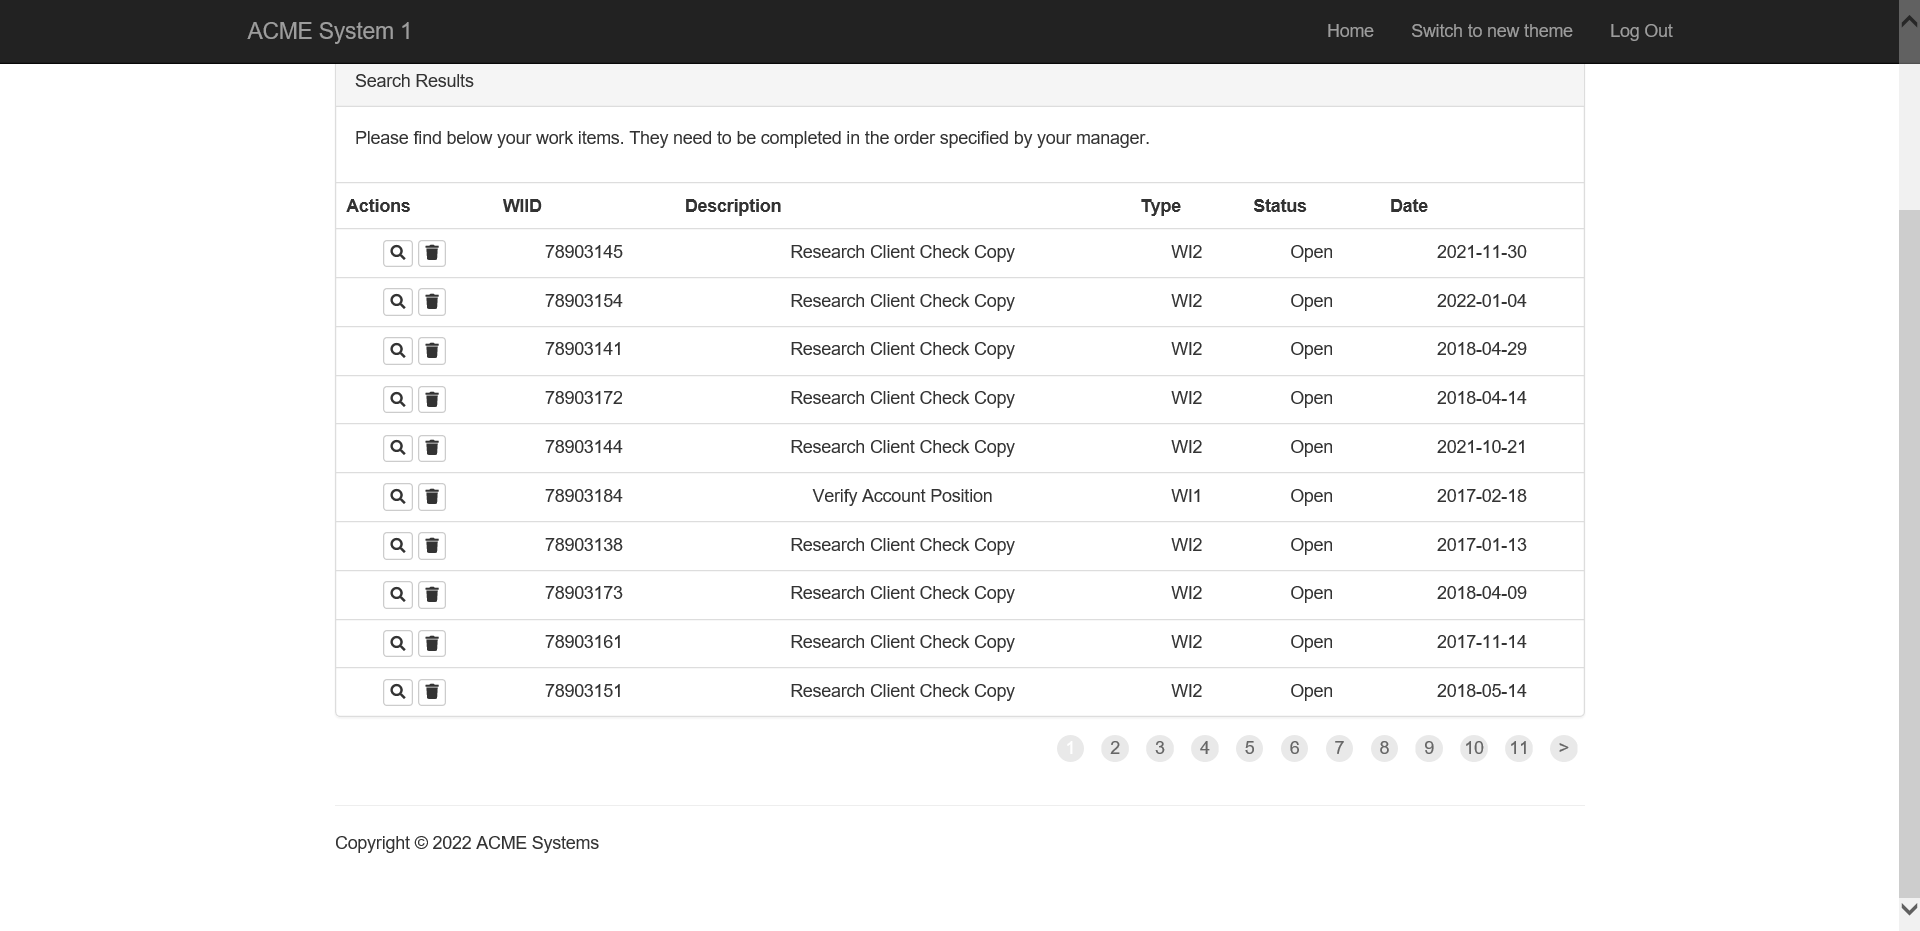 ACME System 1 Home Switch to new theme Log Out
Search Results
Please find below your work items. They need to be completed in the order specified by your manager.
Actions WIID Description Type Status Date
78903145 Research Client Check Copy WI2 Open 2021-11-30
78903154 Research Client Check Copy WI2 Open 2022-01-04
78903141 Research Client Check Copy WI2 Open 2018-04-29
78903172 Research Client Check Copy WI2 Open 2018-04-14
78903144 Research Client Check Copy WI2 Open 2021-10-21
78903184 Verify Account Position WI1 Open 2017-02-18
78903138 Research Client Check Copy WI2 Open 2017-01-13
78903173 Research Client Check Copy WI2 Open 2018-04-09
78903161 Research Client Check Copy WI2 Open 2017-11-14
78903151 Research Client Check Copy WI2 Open 2018-05-14
1 2 3 4 5 6 7 8 9 10 11 >
Copyright © 2022 ACME Systems